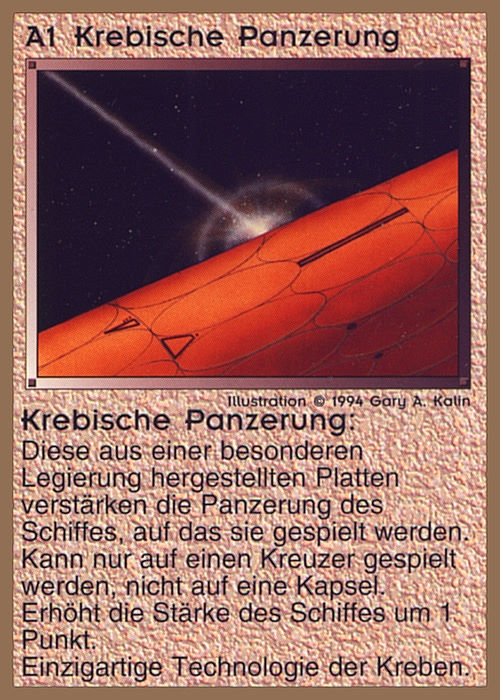 A1 Krebische Panzerung
Illustration © 1994 Gary A. Kalin
Krebische Panzerung:
Diese aus einer besonderen
Legierung hergestellten Platten
verstärken die Panzerung des
Schiffes, auf das sie gespielt werden.
Kann nur auf einen Kreuzer gespielt
werden, nicht auf eine Kapsel.
Erhöht die Stärke des Schiffes um 1
Punkt.
Einzigartige Technologie der Kreben.